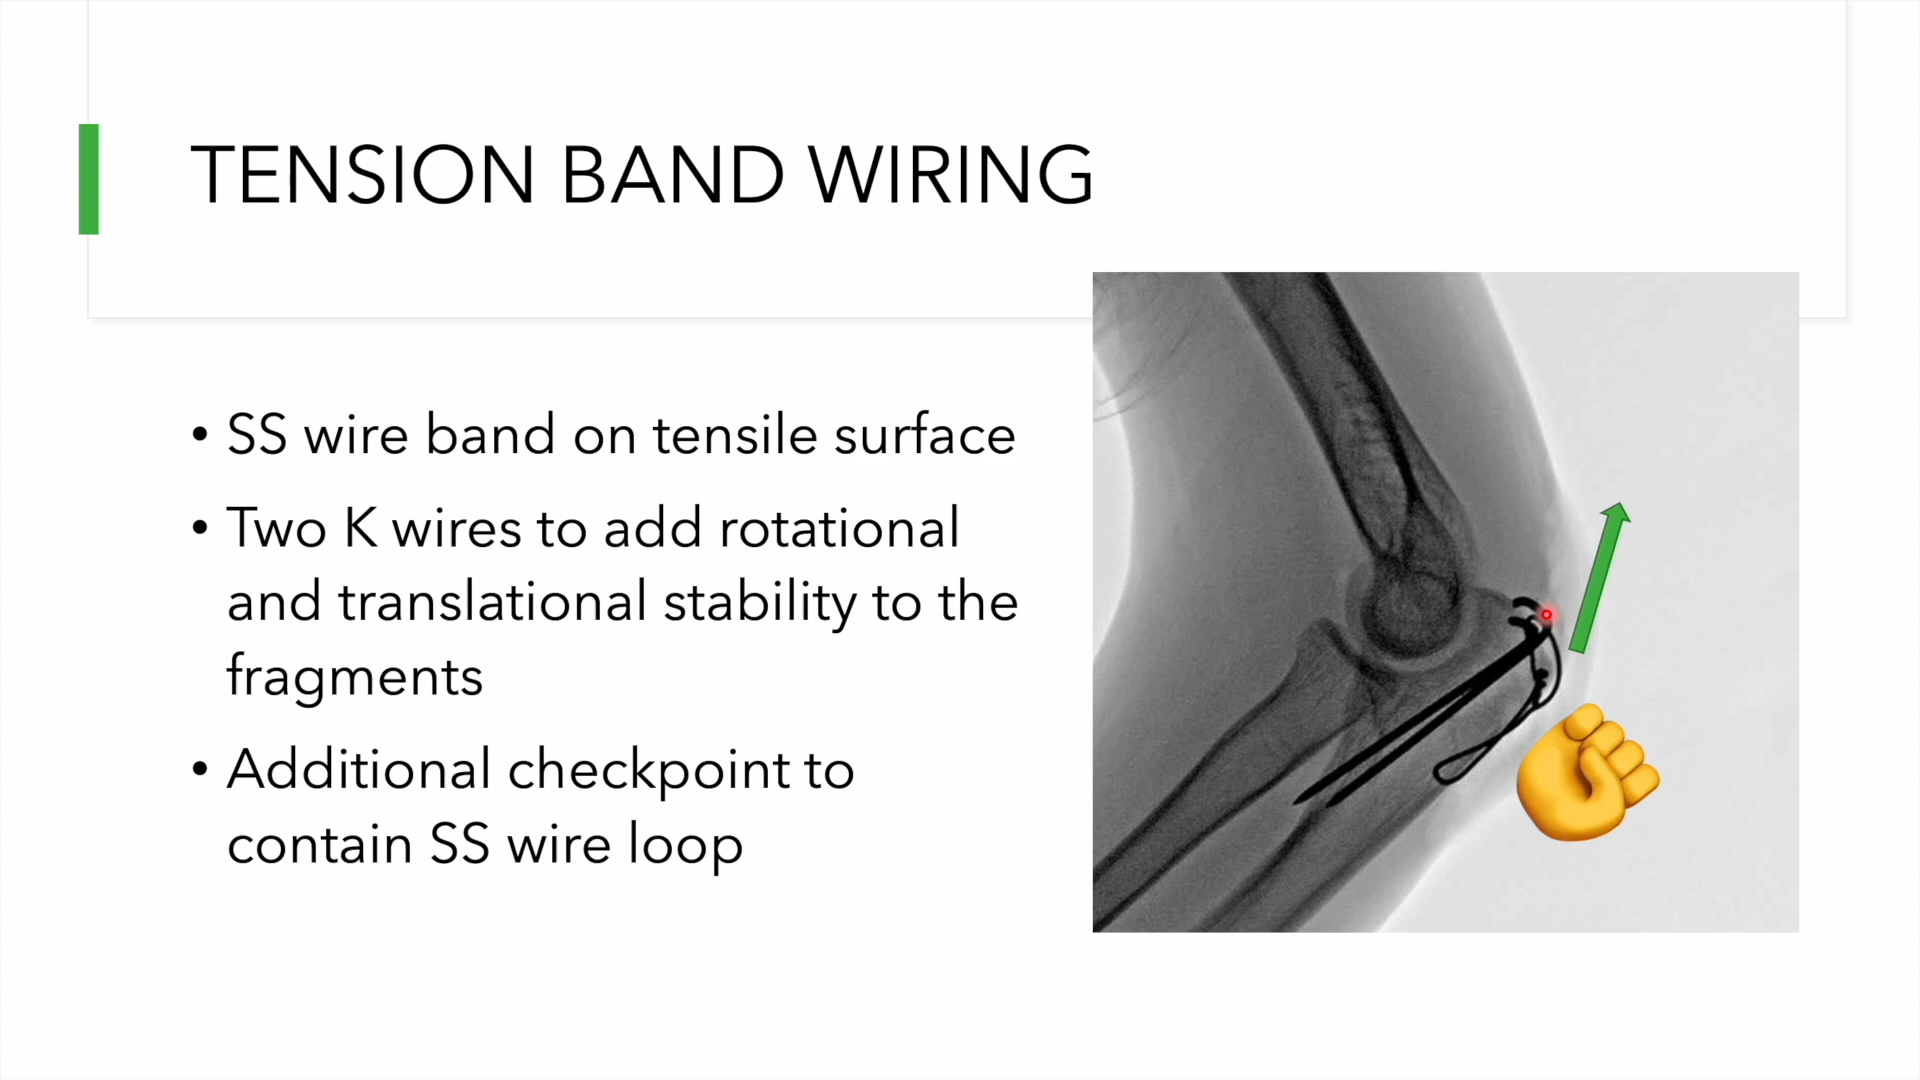 TENSION BAND WIRING
• SS wire band on tensile surface
• Two K wires to add rotational
and translational stability to the
fragments
• Additional checkpoint to
contain SS wire loop